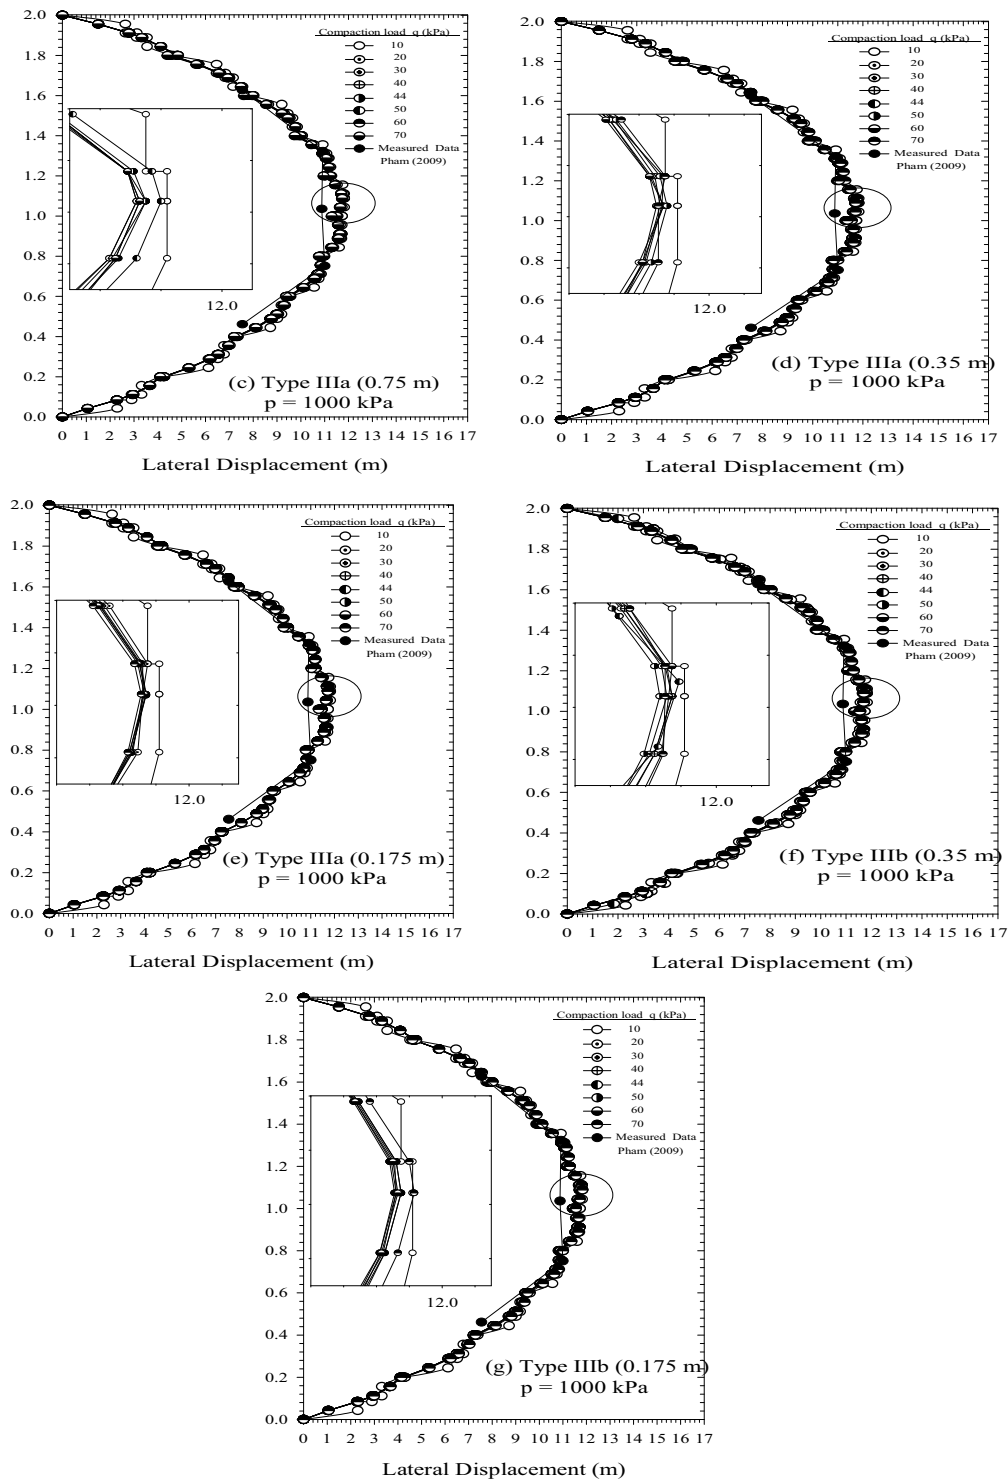 2.0
1.8
1.6
1.4
1.2
1.0
0.8
0.6
0.4
0.2
0.0
Compaction load q (kPa)
10
20
30
40
44
50
60
70
Measured Data
Pham (2009)
12.0
(c) Type IIIa (0.75 m)
p = 1000 kPa
0 1 2 3 4 5 6 7 8 9 10 11 12 13 14 15 16 17
Lateral Displacement (m)
2.0
1.8
1.6
1.4
1.2
1.0
0.8
0.6
0.4
0.2
0.0
Compaction load q (kPa)
10
20
30
40
44
50
60
70
Measured Data
Pham (2009)
12.0
(d) Type IIIa (0.35 m)
p = 1000 kPa
0 1 2 3 4 5 6 7 8 9 10 11 12 13 14 15 16 17
Lateral Displacement (m)
2.0
1.8
1.6
1.4
1.2
1.0
0.8
0.6
0.4
0.2
0.0
Compaction load q (kPa)
10
20
30
40
44
50
60
70
Measured Data
Pham (2009)
12.0
(e) Type IIIa (0.175 m)
p = 1000 kPa
0 1 2 3 4 5 6 7 8 9 10 11 12 13 14 15 16 17
Lateral Displacement (m)
2.0
1.8
1.6
1.4
1.2
1.0
0.8
0.6
0.4
0.2
0.0
Compaction load q (kPa)
10
20
30
40
44
50
60
70
Measured Data
Pham (2009)
12.0
(f) Type IIIb (0.35 m)
p = 1000 kPa
0 1 2 3 4 5 6 7 8 9 10 11 12 13 14 15 16 17
Lateral Displacement (m)
2.0
1.8
1.6
1.4
1.2
1.0
0.8
0.6
0.4
0.2
0.0
Compaction load q (kPa)
10
20
30
40
44
50
60
70
Measured Data
Pham (2009)
12.0
(g) Type IIIb (0.175 m)
p = 1000 kPa
0 1 2 3 4 5 6 7 8 9 10 11 12 13 14 15 16 17
Lateral Displacement (m)